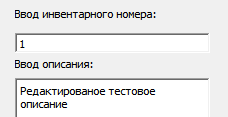 Ввод инвентарного номера:
1
Ввод описания:
Редактированое тестовое
описание